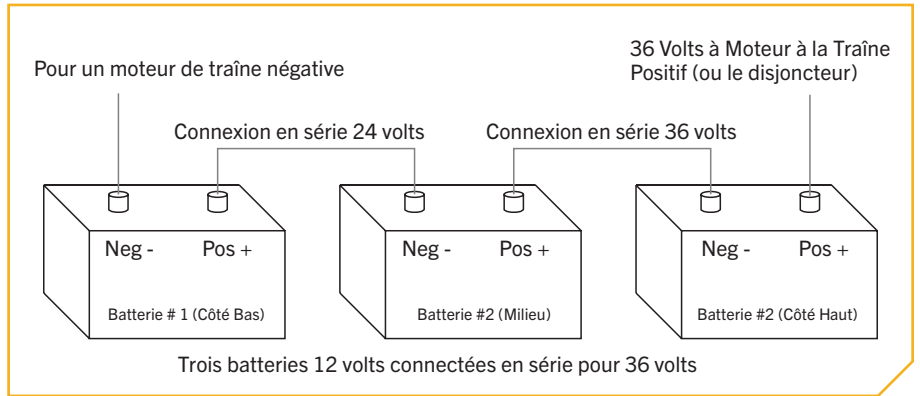 36 Volts à Moteur à la Traîne
Positif (ou le disjoncteur)
Pour un moteur de traîne négative
Connexion en série 24 volts
Connexion en série 36 volts
Neg -
Pos +
Neg -
Pos +
Neg -
Pos +
Batterie # 1 (Côté Bas)
Batterie #2 (Milieu)
Batterie #2 (Côté Haut)
Trois batteries 12 volts connectées en série pour 36 volts